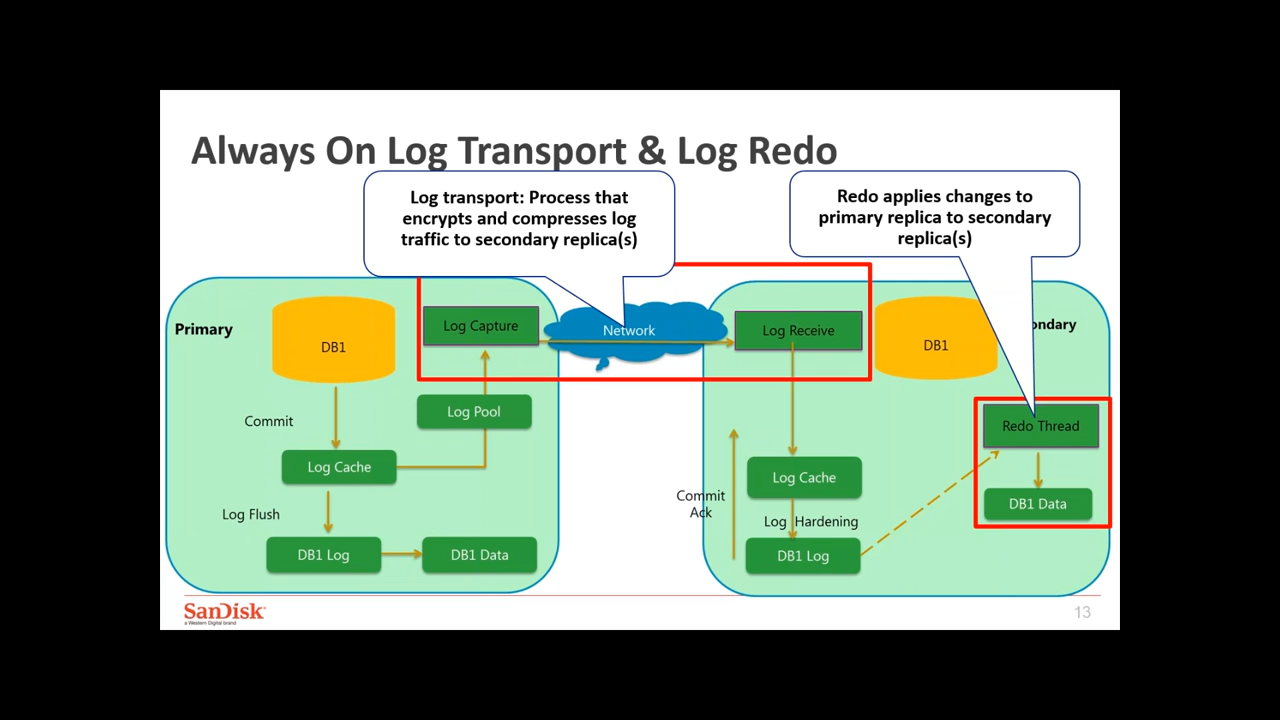 Always On Log Transport & Log Redo
Log transport: Process that
encrypts and compresses log
traffic to secondary replica(s)
Redo applies changes to
primary replica to secondary
replica(s)
Primary
DB1
Log Capture
Network
Log Receive
DB1
ondary
Commit
Log Pool
Redo Thread
Log Cache
Log Cache
Commit
Ack
DB1 Data
Log Flush
Log Hardening
DB1 Log
DB1 Data
DB1 Log
SanDisk
a Western Digital brand
13